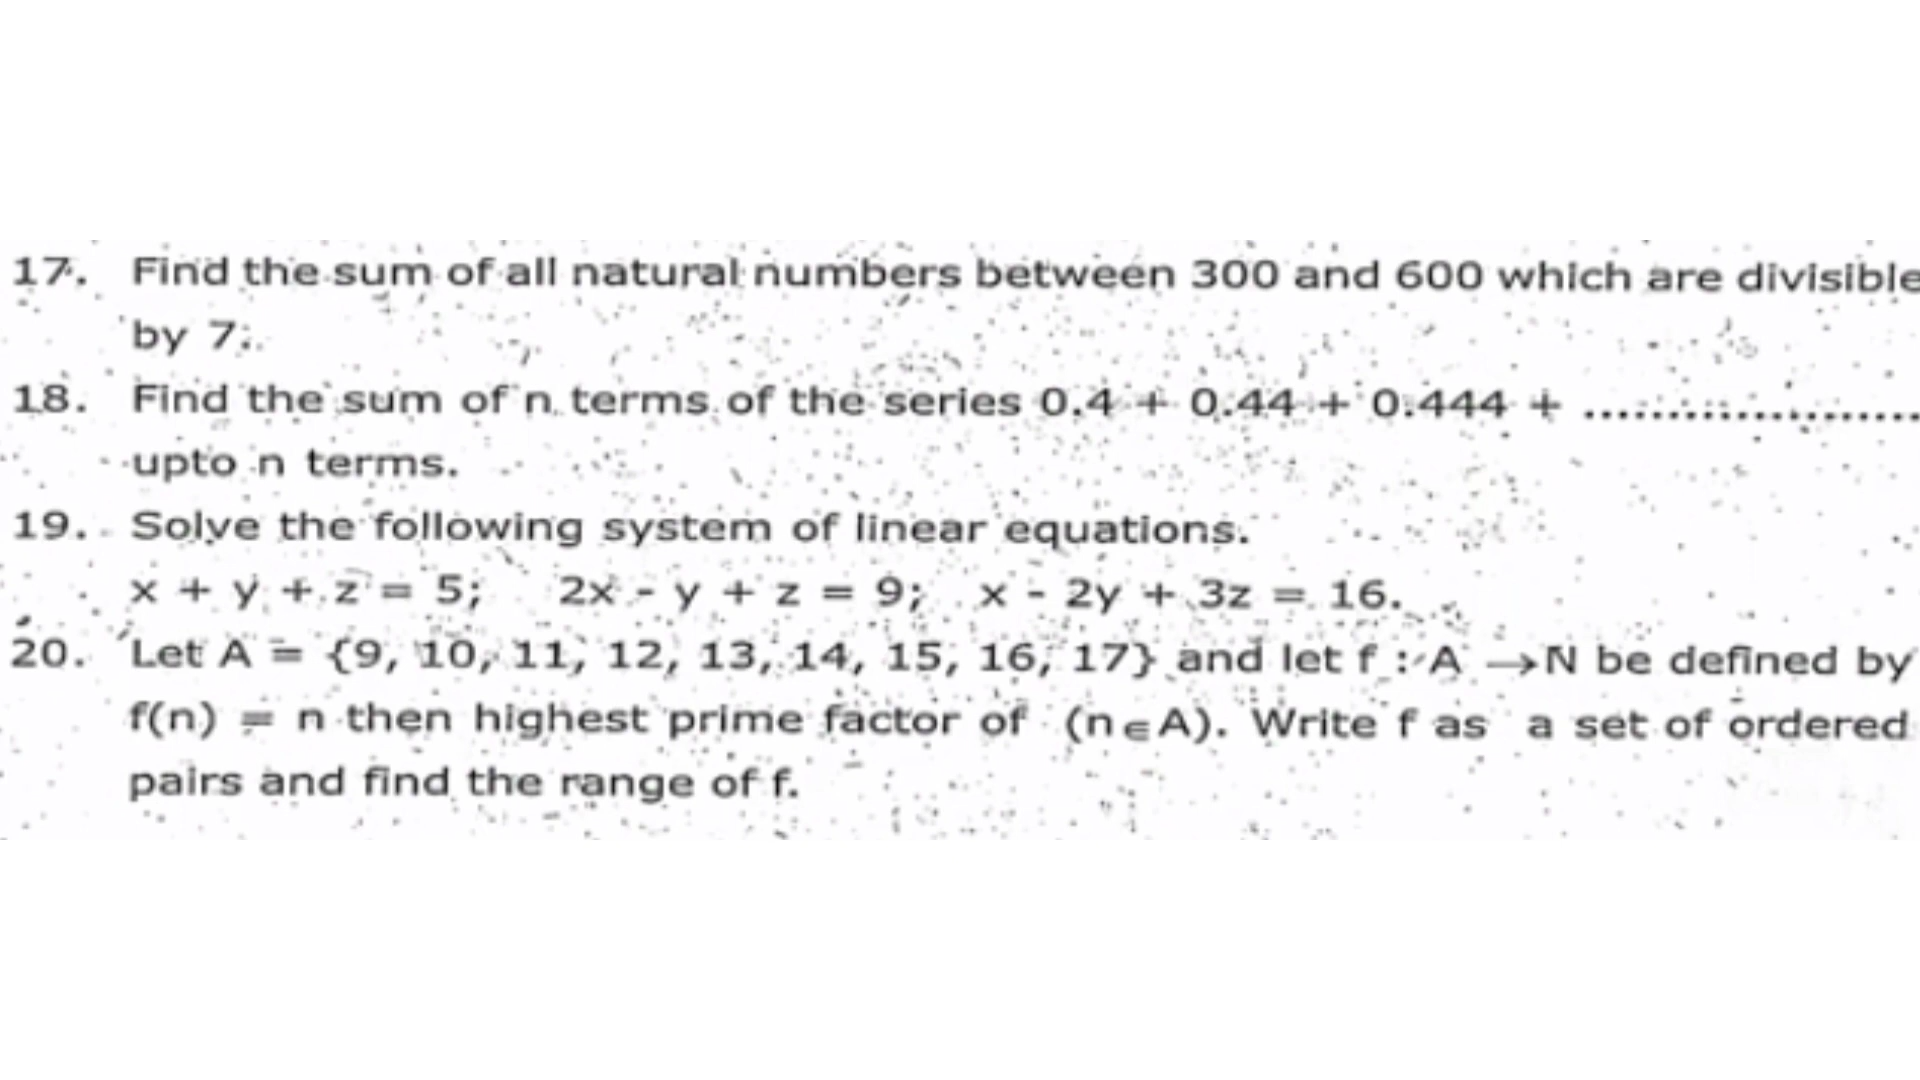 17. Find the sum of all natural numbers between 300 and 600 which are divisible
by 7.
18. Find the sum of n terms of the series 0.4 + 0.44 + 0.444 + ......................
upto n terms.
19. Solve the following system of linear equations.
x + y + z = 5; 2x - y + z = 9; x - 2y + 3z = 16.
20. Let A = {9, 10, 11, 12, 13, 14, 15, 16, 17} and let f : A →N be defined by
f(n) = n then highest prime factor of (n∈A). Write f as a set of ordered
pairs and find the range of f.